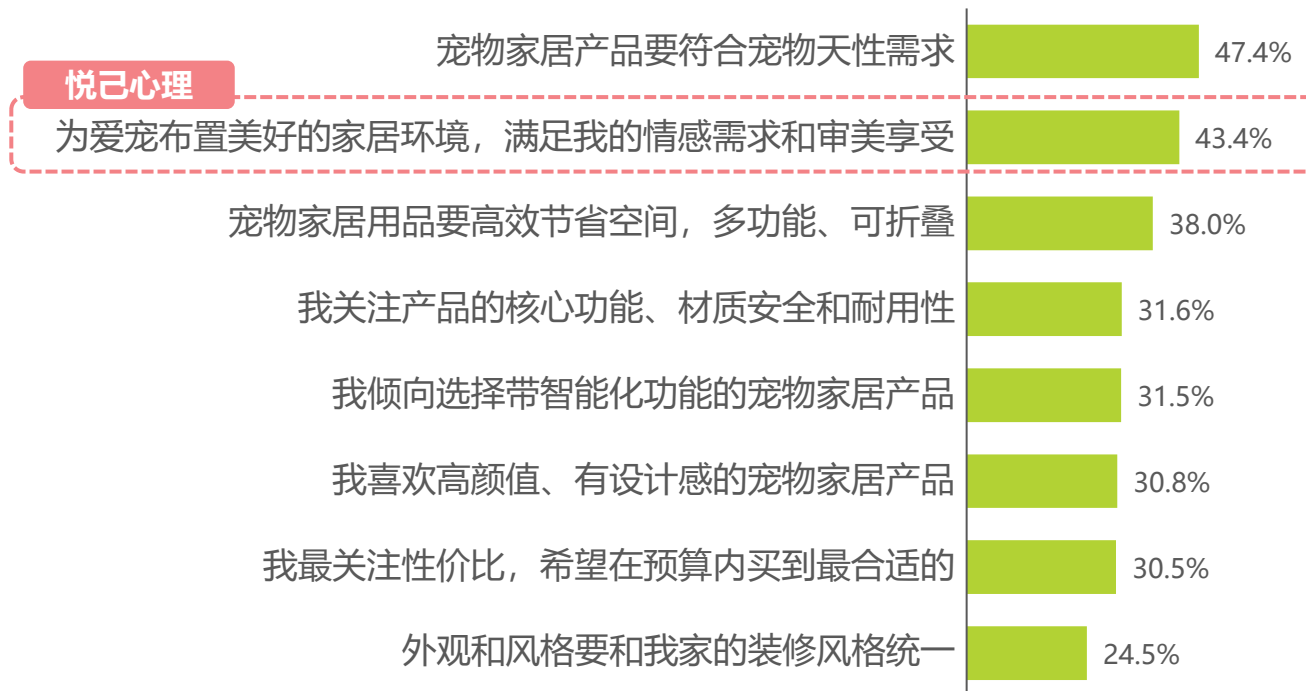 宠物家居产品要符合宠物天性需求 47.4%
悦己心理
为爱宠布置美好的家居环境，满足我的情感需求和审美享受 43.4%
宠物家居用品要高效节省空间，多功能、可折叠 38.0%
我关注产品的核心功能、材质安全和耐用性 31.6%
我倾向选择带智能化功能的宠物家居产品 31.5%
我喜欢高颜值、有设计感的宠物家居产品 30.8%
我最关注性价比，希望在预算内买到最合适的 30.5%
外观和风格要和我家的装修风格统一 24.5%